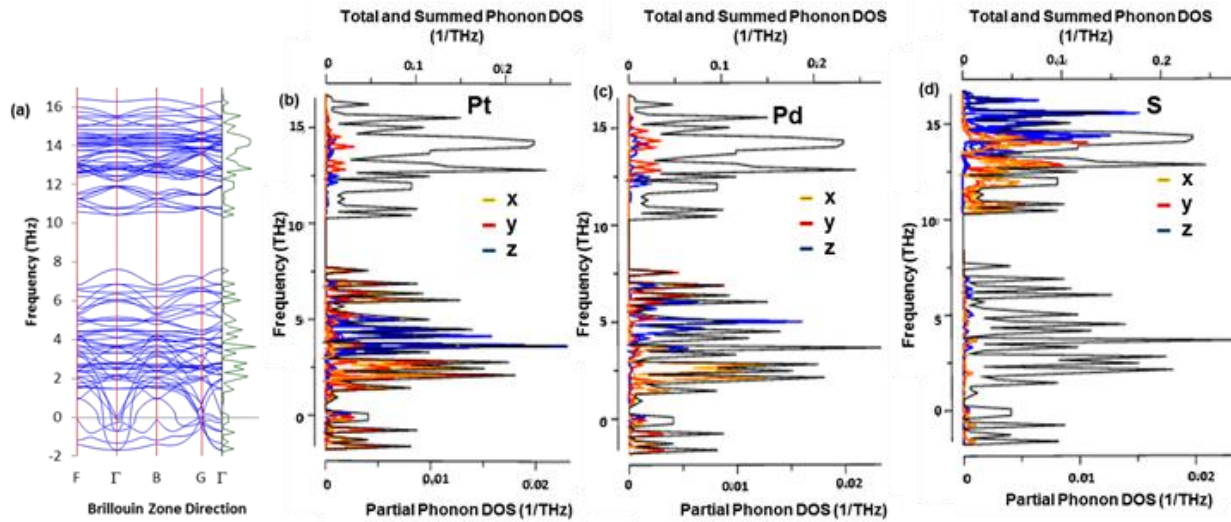 Total and Summed Phonon DOS
(1/THz)
0 0.1 0.2
Total and Summed Phonon DOS
(1/THz)
0 0.1 0.2
Total and Summed Phonon DOS
(1/THz)
0 0.1 0.2
(a)
Frequency (THz)
16
14
12
10
8
6
4
2
0
-2
F Γ B G Γ
Brillouin Zone Direction
(b)
Pt
Frequency (THz)
15
10
5
0
x
y
z
0 0.01 0.02
Partial Phonon DOS (1/THz)
(c)
Pd
Frequency (THz)
15
10
5
0
x
y
z
0 0.01 0.02
Partial Phonon DOS (1/THz)
(d)
S
Frequency (THz)
15
10
5
0
x
y
z
0 0.01 0.02
Partial Phonon DOS (1/THz)